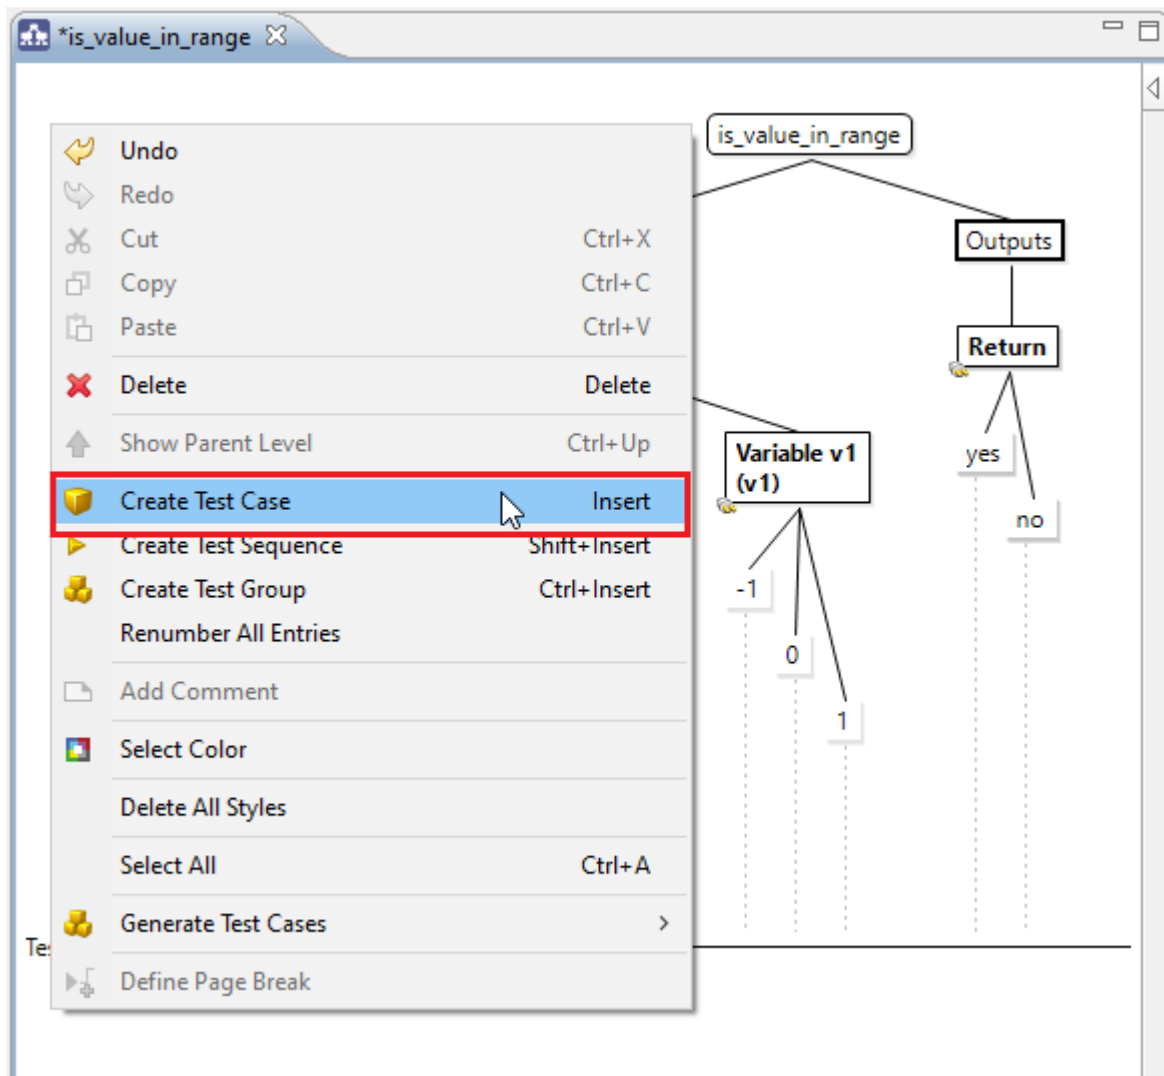 *is_value_in_range
is_value_in_range
Undo
Redo
Cut Ctrl+X
Copy Ctrl+C
Paste Ctrl+V
Delete Delete
Show Parent Level Ctrl+Up
Create Test Case Insert
Create Test Sequence Shift+Insert
Create Test Group Ctrl+Insert
Renumber All Entries
Add Comment
Select Color
Delete All Styles
Select All Ctrl+A
Generate Test Cases
Define Page Break
Outputs
Return
yes
no
Variable v1
(v1)
-1
0
1